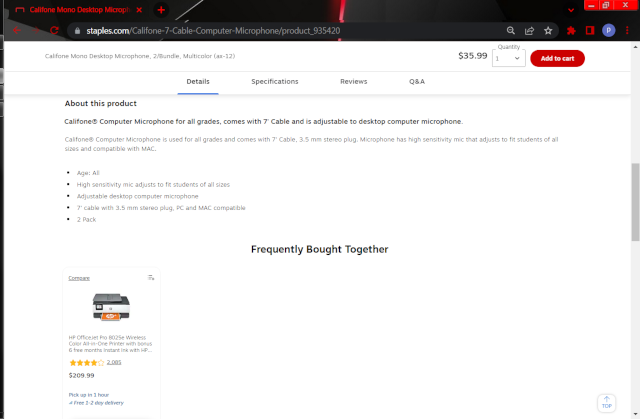 Califone Mono Desktop Microph
staples.com/Califone-7-Cable-Computer-Microphone/product_935420
P
Califone Mono Desktop Microphone, 2/Bundle, Multicolor (ax-12)
$35.99
Quantity
1
Add to cart
Details
Specifications
Reviews
Q&A
About this product
Califone® Computer Microphone for all grades, comes with 7' Cable and is adjustable to desktop computer microphone.
Califone® Computer Microphone is used for all grades and comes with 7' Cable, 3.5 mm stereo plug. Microphone has high sensitivity mic that adjusts to fit students of all
sizes and compatible with MAC.
Age: All
High sensitivity mic adjusts to fit students of all sizes
Adjustable desktop computer microphone
7' cable with 3.5 mm stereo plug, PC and MAC compatible
2 Pack
Frequently Bought Together
Compare
HP OfficeJet Pro 8025e Wireless
Color All-in-One Printer with bonus
6 free months Instant Ink with HP...
2,085
$209.99
Pick up in 1 hour
Free 1-2 day delivery
TOP